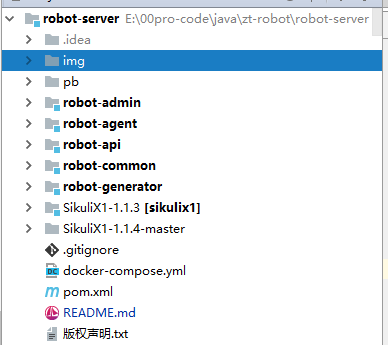 robot-server E:\00pro-code\java\zt-robot\robot-server
.idea
img
pb
robot-admin
robot-agent
robot-api
robot-common
robot-generator
SikuliX1-1.1.3 [sikulix1]
SikuliX1-1.1.4-master
.gitignore
DC docker-compose.yml
m pom.xml
README.md
版权声明.txt